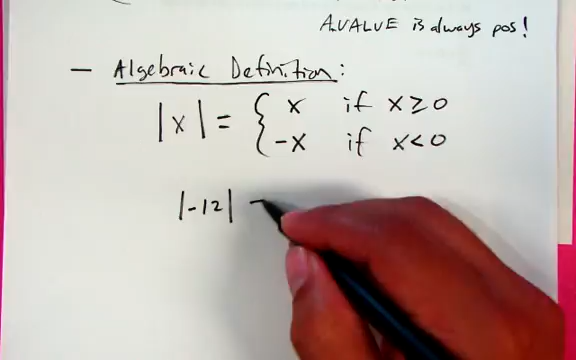 A.VALUE is always pos!
— Algebraic Definition:
|x| = { x if x ≥ 0
-x if x < 0
|-12|